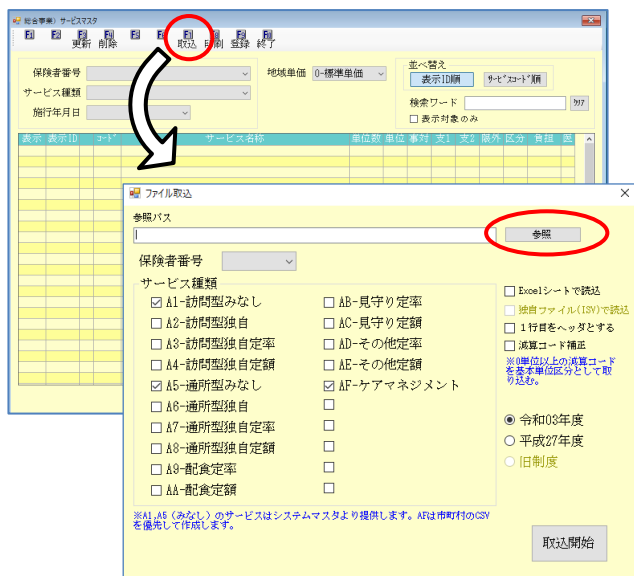 総合事業) サービスマスタ
F1 F2 F3 F4 F5 F6 F7 F8 F9 F10
更新 削除 取込 印刷 登録 終了
保険者番号
地域単価 0-標準単価
並べ替え
表示ID順 サービスコード順
サービス種類
検索ワード クリア
施行年月日
表示対象のみ
表示 表示ID コード サービス名称 単位数 単位 事対 支1 支2 限外 区分 負担 医
ファイル取込
参照パス
参照
保険者番号
サービス種類
A1-訪問型みなし
A2-訪問型独自
A3-訪問型独自定率
A4-訪問型独自定額
A5-通所型みなし
A6-通所型独自
A7-通所型独自定率
A8-通所型独自定額
A9-配食定率
AA-配食定額
AB-見守り定率
AC-見守り定額
AD-その他定率
AE-その他定額
AF-ケアマネジメント
Excelシートで読込
独自ファイル(ISV)で読込
1行目をヘッダとする
減算コード補正
※0単位以上の減算コード
を基本単位区分として取
り込む。
令和03年度
平成27年度
旧制度
※A1,A5(みなし)のサービスはシステムマスタより提供します。AFは市町村のCSV
を優先して作成します。
取込開始